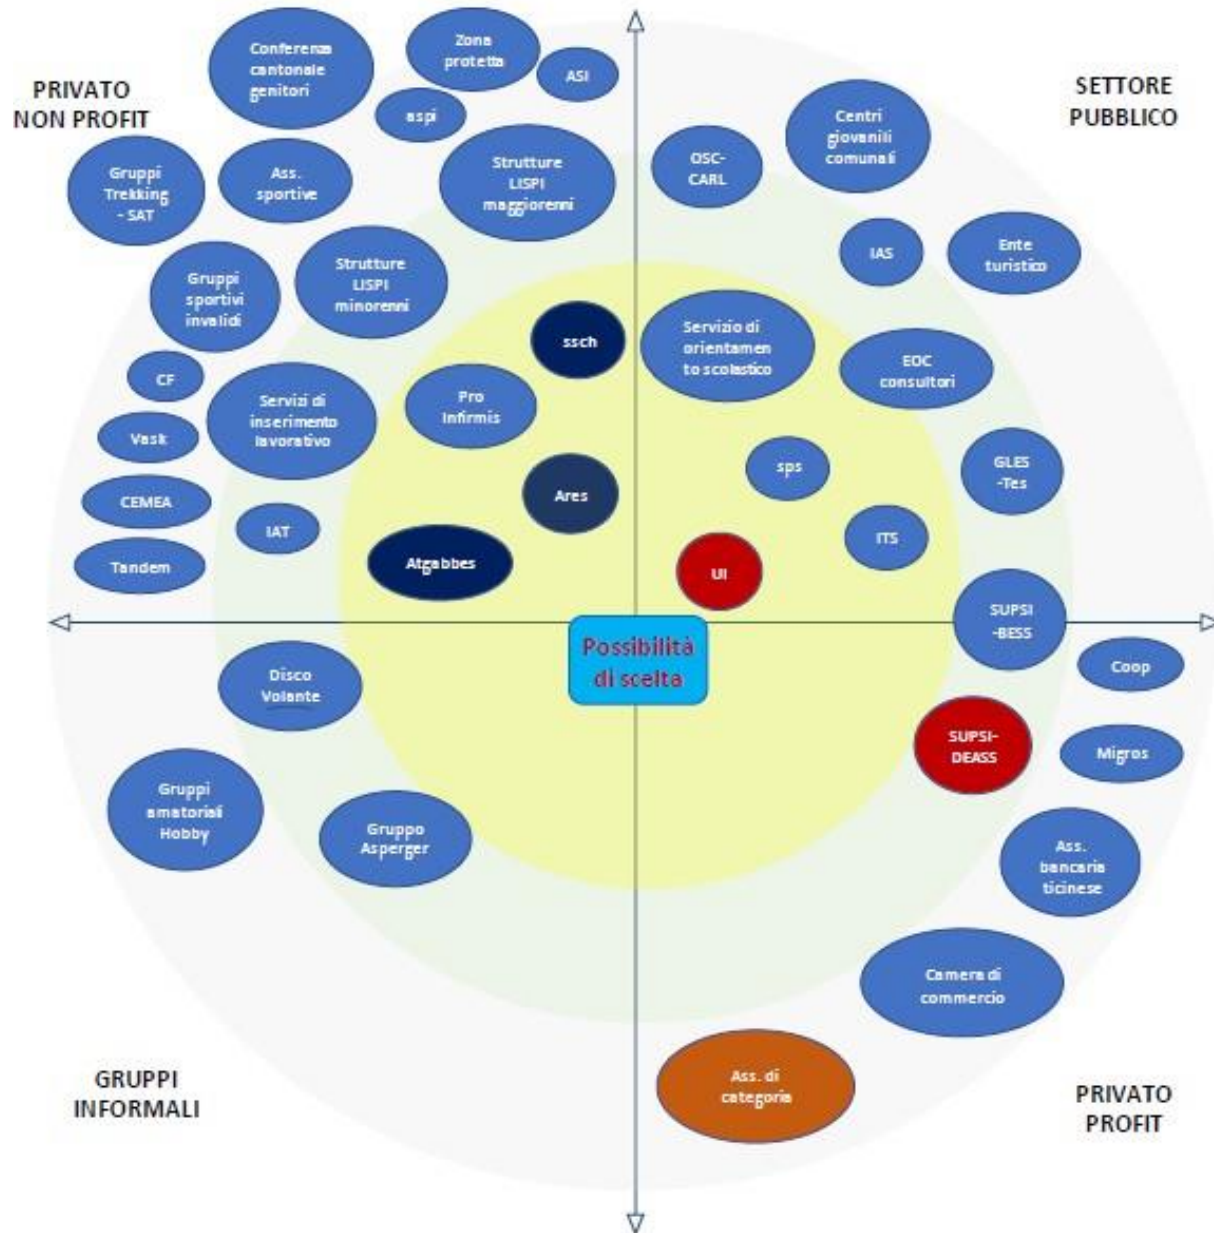 PRIVATO
NON PROFIT
Conferenza
cantonale
genitori
Zona
protetta
ASI
aspi
Gruppi
Trekking
- SAT
Ass.
sportive
Strutture
LISPI
maggiorenni
Gruppi
sportivi
invalidi
Strutture
LISPI
minorenni
ssch
CF
Servizi di
inserimento
lavorativo
Pro
Infirmis
Vask
CEMEA
IAT
Ares
Tandem
Atgabbes
SETTORE
PUBBLICO
Centri
giovanili
comunali
OSC-
CARL
IAS
Ente
turistico
Servizio di
orientamen
to scolastico
EOC
consultori
sps
GLES
-Tes
ITS
UI
SUPSI
-BESS
Possibilità
di scelta
Disco
Volante
Gruppi
amatoriali
Hobby
Gruppo
Asperger
GRUPPI
INFORMALI
Coop
SUPSI-
DEASS
Migros
Ass.
bancaria
ticinese
Camera di
commercio
Ass. di
categoria
PRIVATO
PROFIT